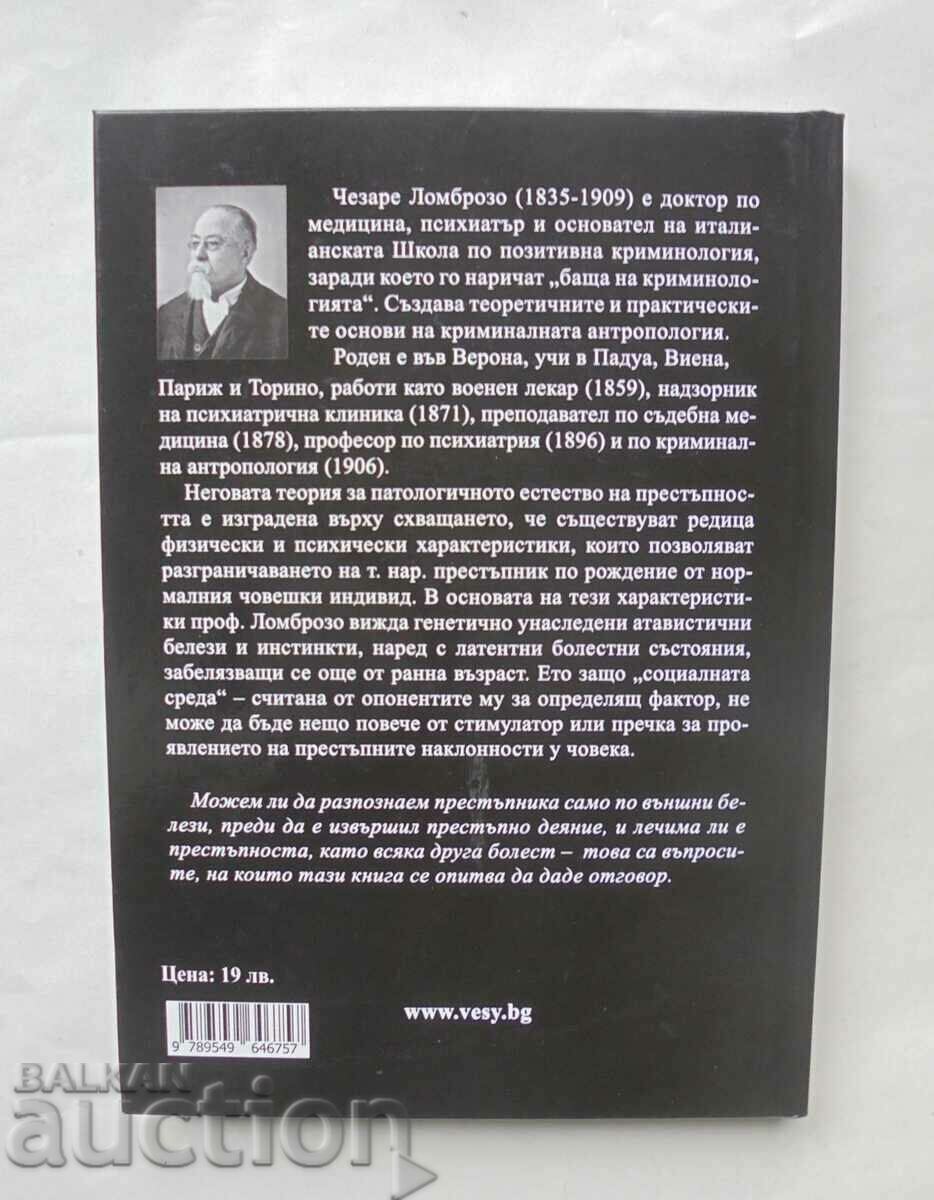 Чезаре Ломброзо (1835-1909) е доктор по
медицина, психиатър и основател на итали-
анската Школа по позитивна криминология,
заради което го наричат „баща на криминоло-
гията“. Създава теоретичните и практически-
те основи на криминалната антропология.
Роден е във Верона, учи в Падуа, Виена,
Париж и Торино, работи като военен лекар (1859), надзорник
на психиатрична клиника (1871), преподавател по съдебна ме-
дицина (1878), професор по психиатрия (1896) и по криминал-
на антропология (1906).
Неговата теория за патологичното естество на престъпнос-
тта е изградена върху схващането, че съществуват редица
физически и психически характеристики, които позволяват
разграничаването на т. нар. престъпник по рождение от нор-
малния човешки индивид. В основата на тези характеристи-
ки проф. Ломброзо вижда генетично унаследени атавистични
белези и инстинкти, наред с латентни болестни състояния,
забелязващи се още от ранна възраст. Ето защо „социалната
среда“ – считана от опонентите му за определящ фактор, не
може да бъде нещо повече от стимулатор или пречка за про-
явлението на престъпните наклонности у човека.
Можем ли да разпознаем престъпника само по външни бе-
лези, преди да е извършил престъпно деяние, и лечима ли е
престъпноста, като всяка друга болест – това са въпроси-
те, на които тази книга се опитва да даде отговор.
Цена: 19 лв.
www.vesy.bg
9 789549 646757
BALKAN
auction